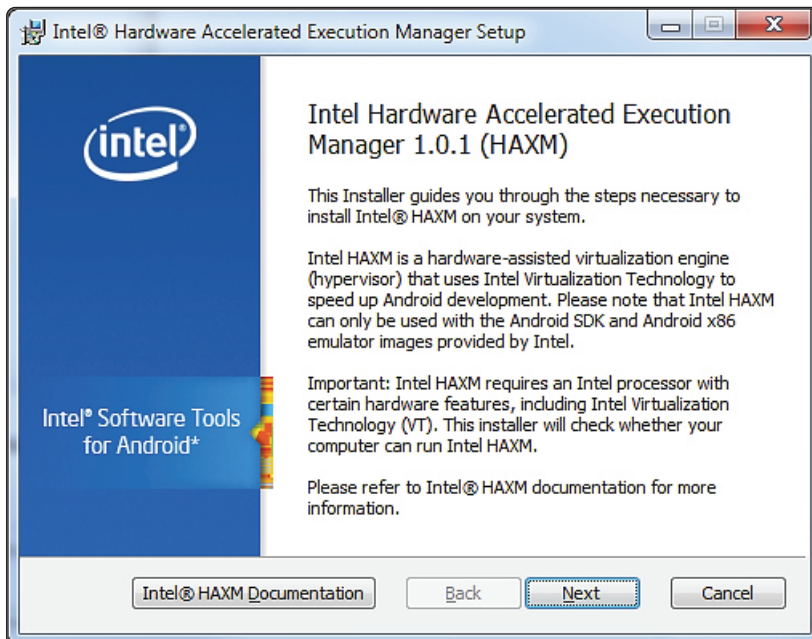 Intel® Hardware Accelerated Execution Manager Setup
intel®
Intel® Software Tools
for Android*
Intel Hardware Accelerated Execution
Manager 1.0.1 (HAXM)
This Installer guides you through the steps necessary to
install Intel® HAXM on your system.
Intel HAXM is a hardware-assisted virtualization engine
(hypervisor) that uses Intel Virtualization Technology to
speed up Android development. Please note that Intel HAXM
can only be used with the Android SDK and Android x86
emulator images provided by Intel.
Important: Intel HAXM requires an Intel processor with
certain hardware features, including Intel Virtualization
Technology (VT). This installer will check whether your
computer can run Intel HAXM.
Please refer to Intel® HAXM documentation for more
information.
Intel® HAXM Documentation
Back
Next
Cancel